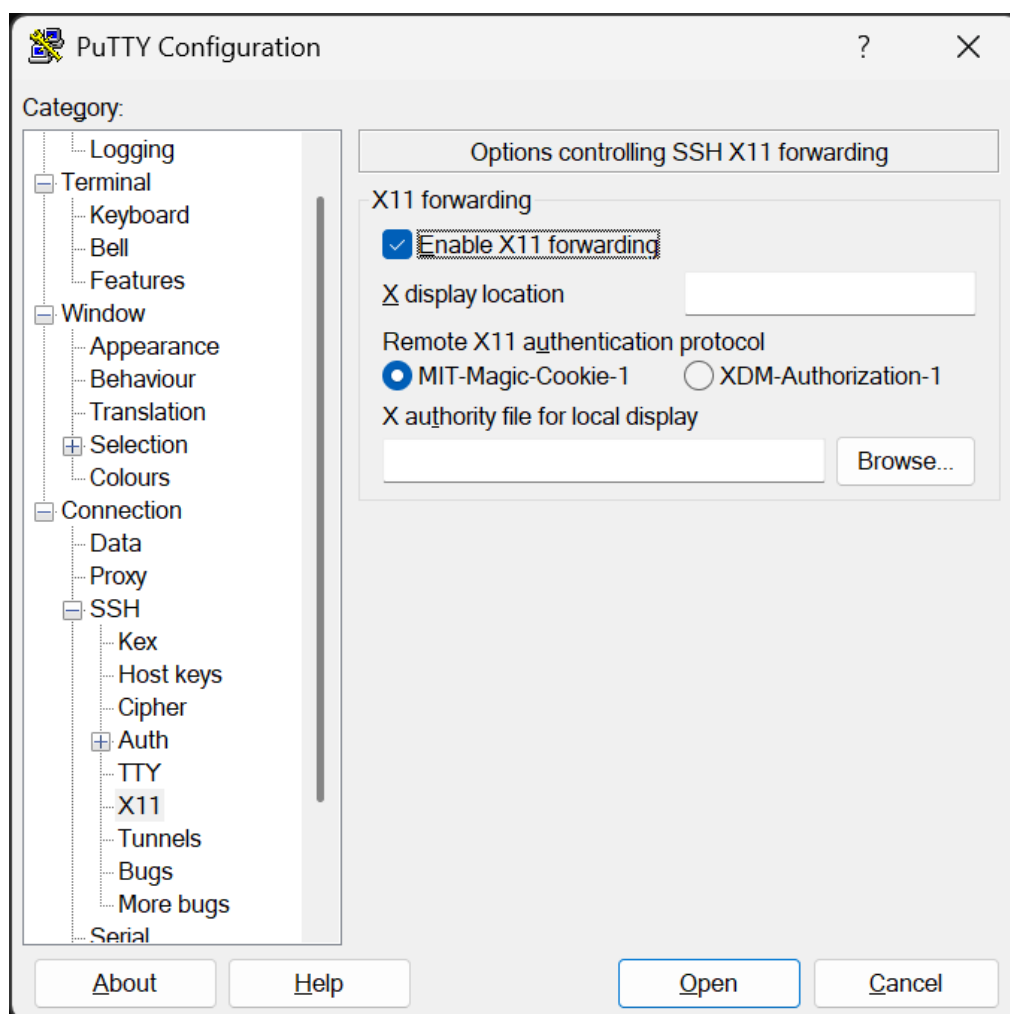 PuTTY Configuration
?
Category:
Logging
Terminal
Keyboard
Bell
Features
Window
Appearance
Behaviour
Translation
Selection
Colours
Connection
Data
Proxy
SSH
Kex
Host keys
Cipher
Auth
TTY
X11
Tunnels
Bugs
More bugs
Serial
Options controlling SSH X11 forwarding
X11 forwarding
Enable X11 forwarding
X display location
Remote X11 authentication protocol
MIT-Magic-Cookie-1 XDM-Authorization-1
X authority file for local display
Browse...
About Help Open Cancel